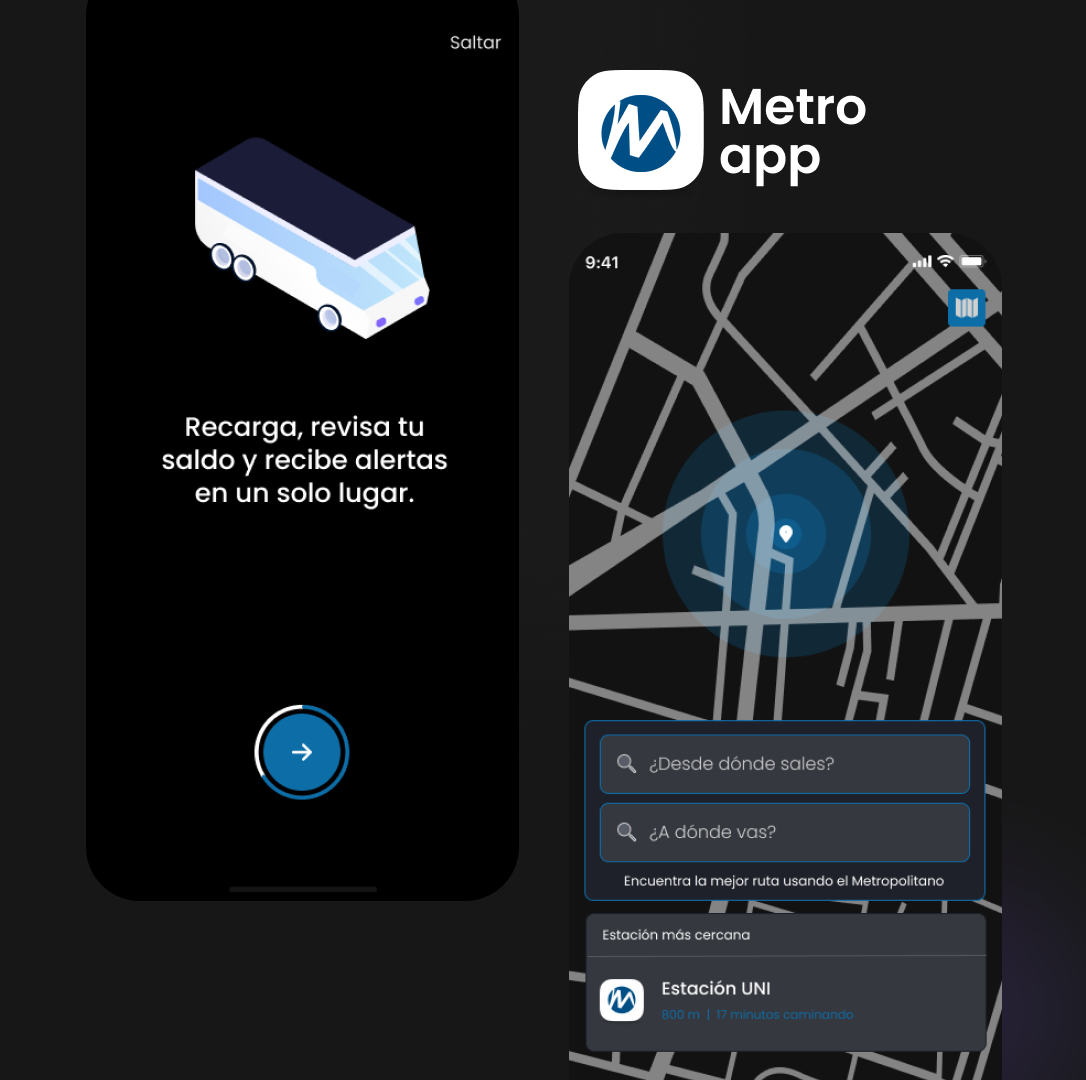 Saltar
Recarga, revisa tu
saldo y recibe alertas
en un solo lugar.
Metro
app
9:41
¿Desde dónde sales?
¿A dónde vas?
Encuentra la mejor ruta usando el Metropolitano
Estación más cercana
Estación UNI
800 m | 17 minutos caminando